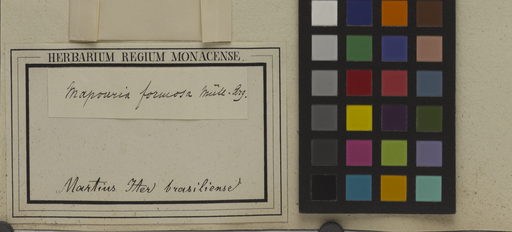 HERBARIUM REGIUM MONACENSE.
Mapouria formosa Müll. Arg.
Martius Iter brasiliense